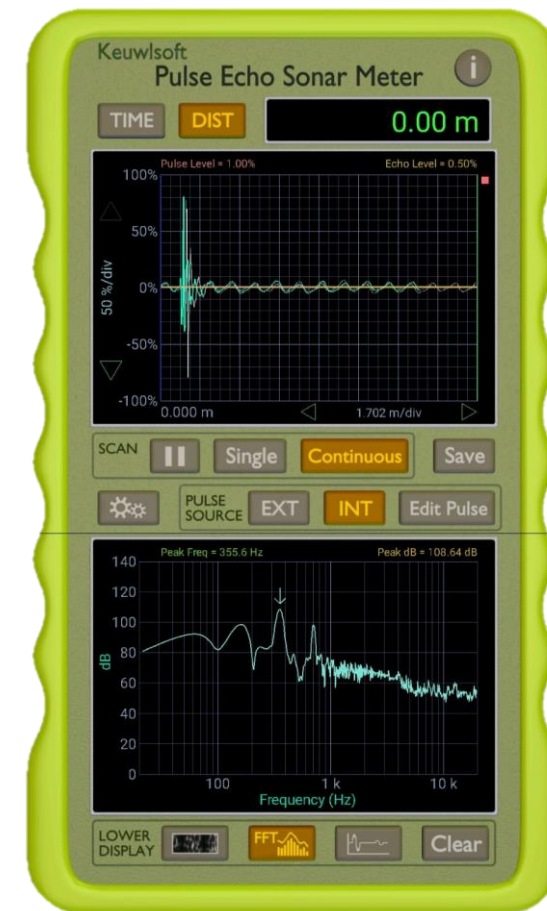 Keuwlsoft
Pulse Echo Sonar Meter
i
TIME DIST 0.00 m
Pulse Level = 1.00% Echo Level = 0.50%
100%
50%
0%
-50%
-100%
50 %/div
0.000 m 1.702 m/div
SCAN Single Continuous Save
PULSE SOURCE EXT INT Edit Pulse
Peak Freq = 355.6 Hz Peak dB = 108.64 dB
140
120
100
80
60
40
20
0
dB
100 1 k 10 k
Frequency (Hz)
LOWER DISPLAY FFT Clear